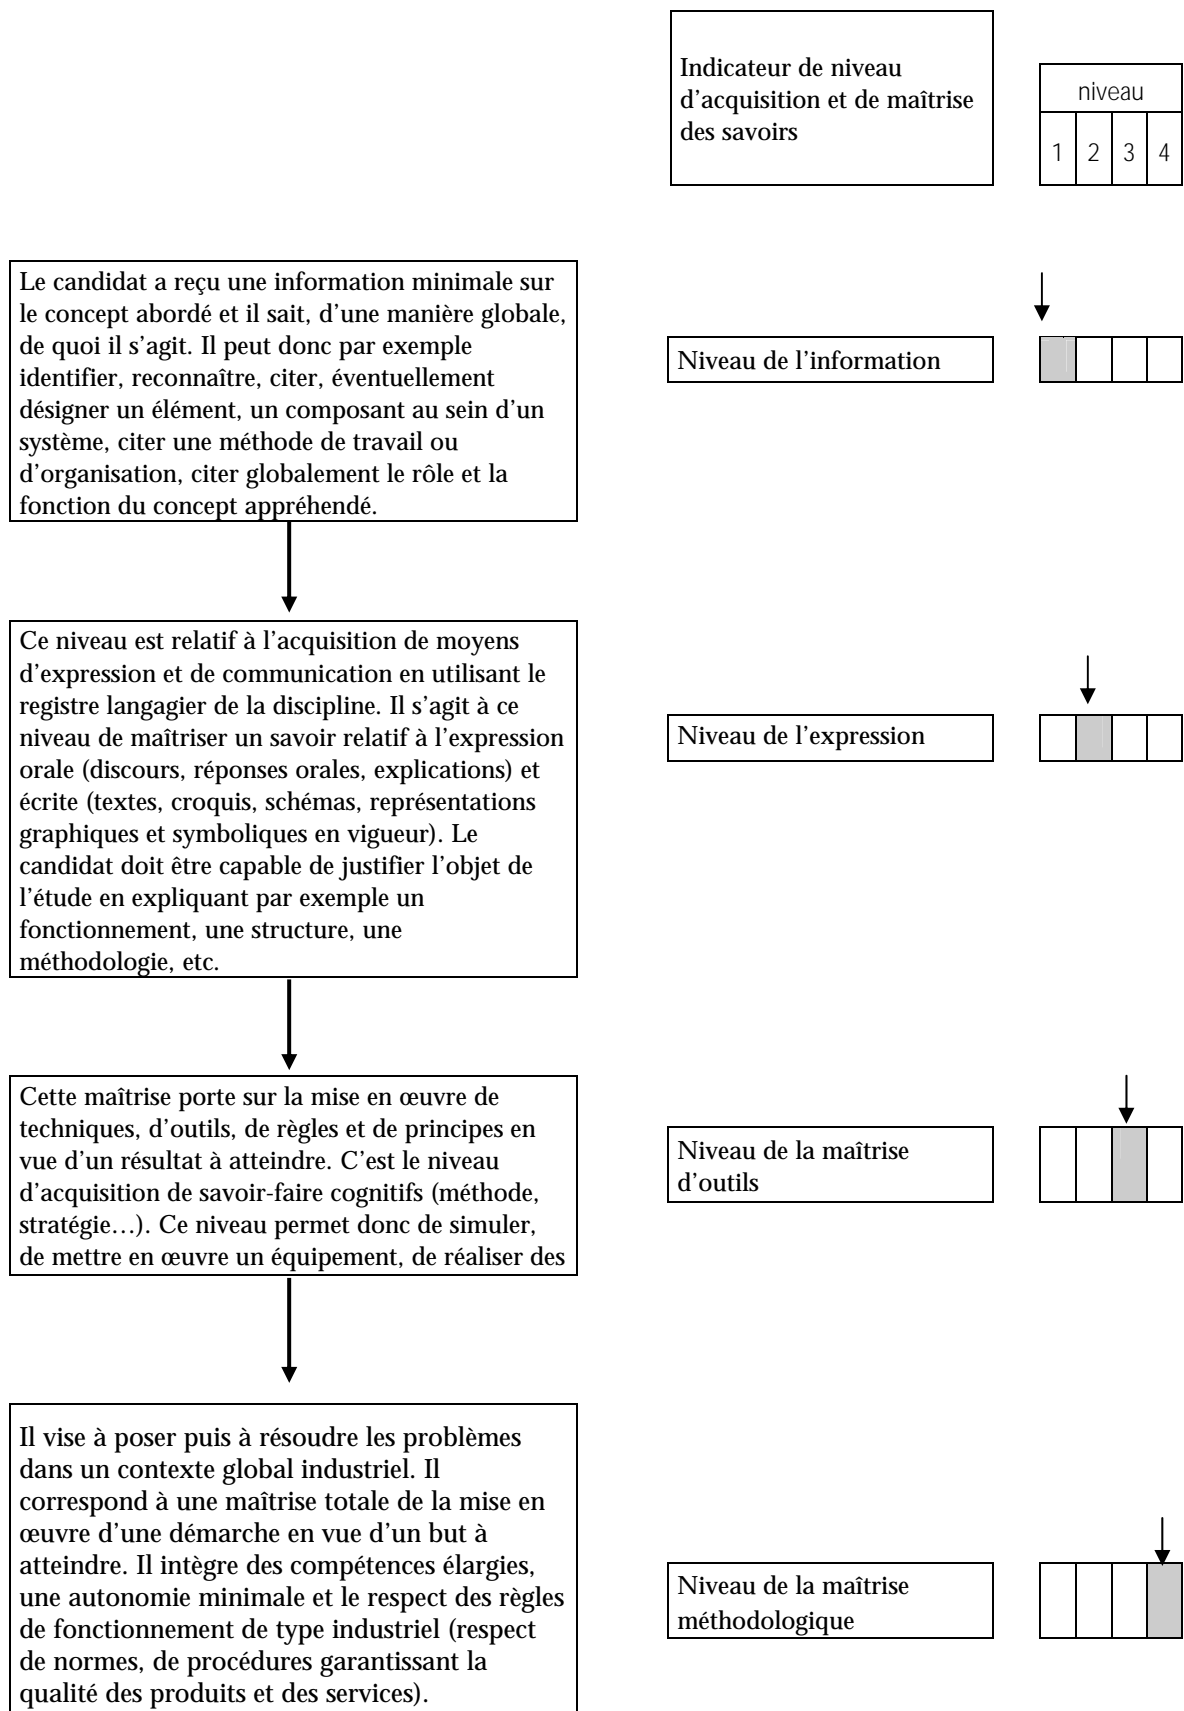 Indicateur de niveau
d'acquisition et de maîtrise
des savoirs
niveau
1 2 3 4
Le candidat a reçu une information minimale sur
le concept abordé et il sait, d'une manière globale,
de quoi il s'agit. Il peut donc par exemple
identifier, reconnaître, citer, éventuellement
désigner un élément, un composant au sein d'un
système, citer une méthode de travail ou
d'organisation, citer globalement le rôle et la
fonction du concept appréhendé.
Niveau de l'information
Ce niveau est relatif à l'acquisition de moyens
d'expression et de communication en utilisant le
registre langagier de la discipline. Il s'agit à ce
niveau de maîtriser un savoir relatif à l'expression
orale (discours, réponses orales, explications) et
écrite (textes, croquis, schémas, représentations
graphiques et symboliques en vigueur). Le
candidat doit être capable de justifier l'objet de
l'étude en expliquant par exemple un
fonctionnement, une structure, une
méthodologie, etc.
Niveau de l'expression
Cette maîtrise porte sur la mise en œuvre de
techniques, d'outils, de règles et de principes en
vue d'un résultat à atteindre. C'est le niveau
d'acquisition de savoir-faire cognitifs (méthode,
stratégie…). Ce niveau permet donc de simuler,
de mettre en œuvre un équipement, de réaliser des
Niveau de la maîtrise
d'outils
Il vise à poser puis à résoudre les problèmes
dans un contexte global industriel. Il
correspond à une maîtrise totale de la mise en
œuvre d'une démarche en vue d'un but à
atteindre. Il intègre des compétences élargies,
une autonomie minimale et le respect des règles
de fonctionnement de type industriel (respect
de normes, de procédures garantissant la
qualité des produits et des services).
Niveau de la maîtrise
méthodologique